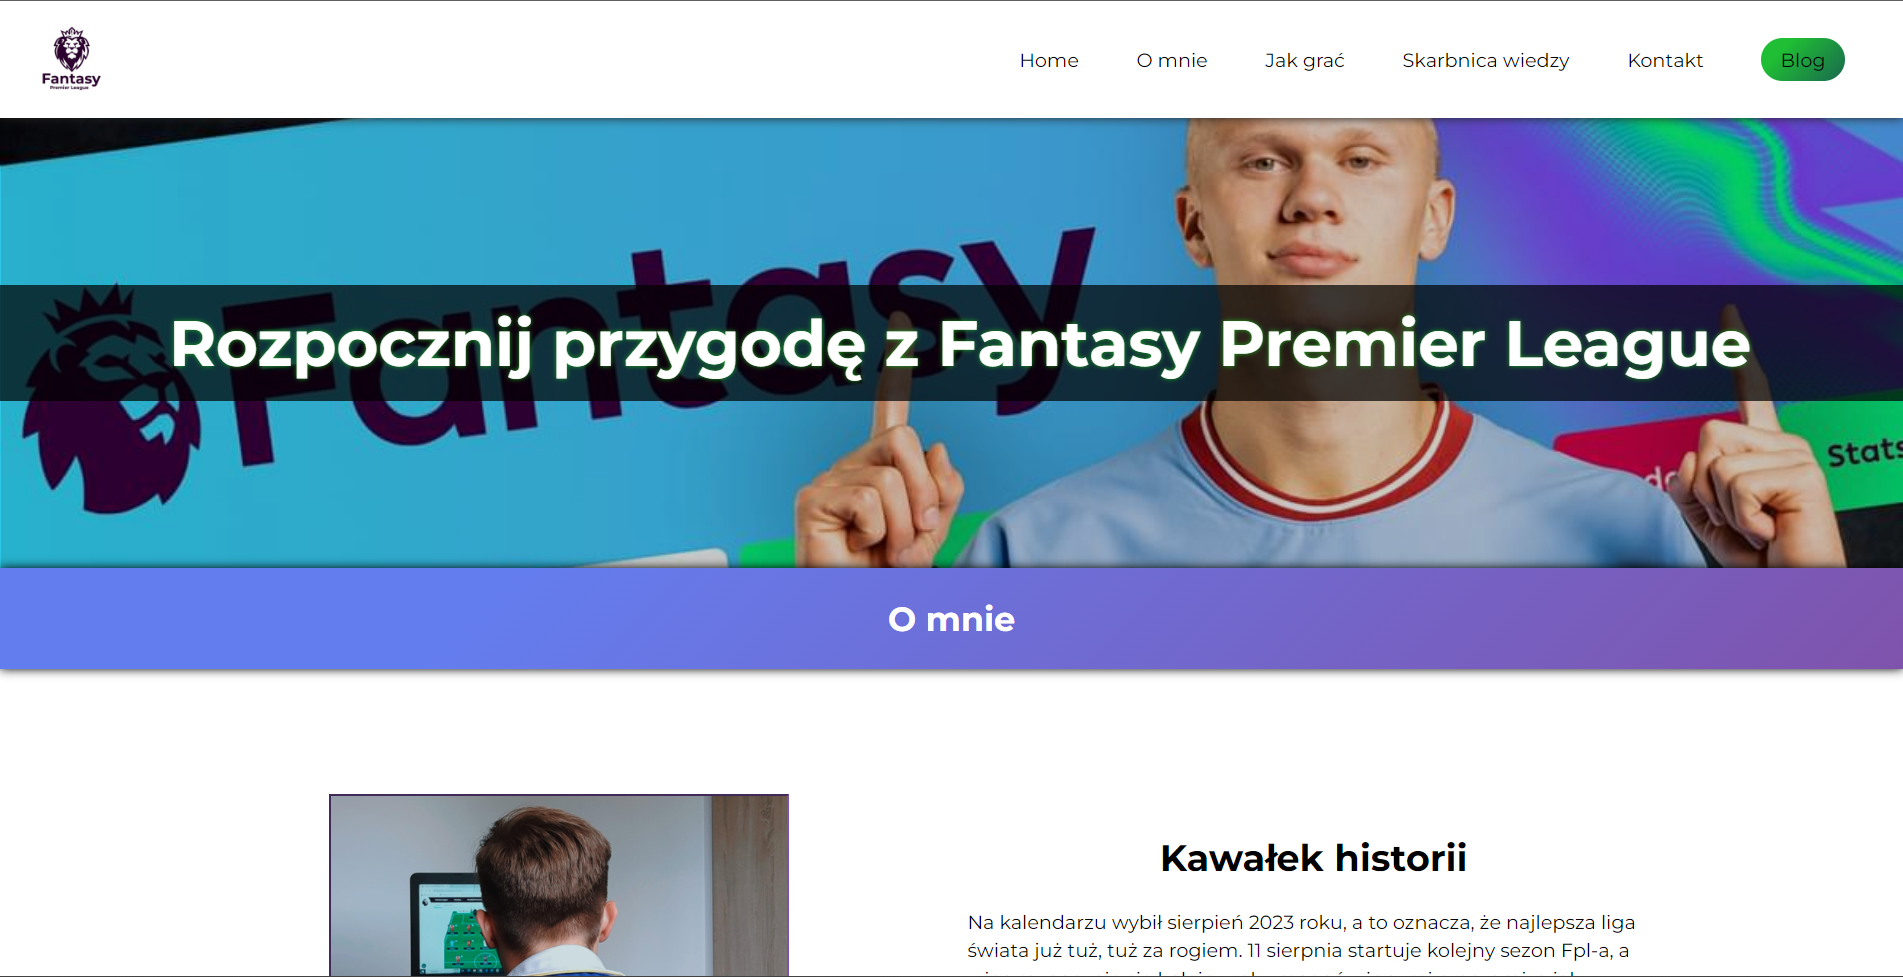 Fantasy
Premier League
Home
O mnie
Jak grać
Skarbnica wiedzy
Kontakt
Blog
Fantasy
Rozpocznij przygodę z Fantasy Premier League
Stats
O mnie
Kawałek historii
Na kalendarzu wybił sierpień 2023 roku, a to oznacza, że najlepsza liga
świata już tuż, tuż za rogiem. 11 sierpnia startuje kolejny sezon Fpl-a, a